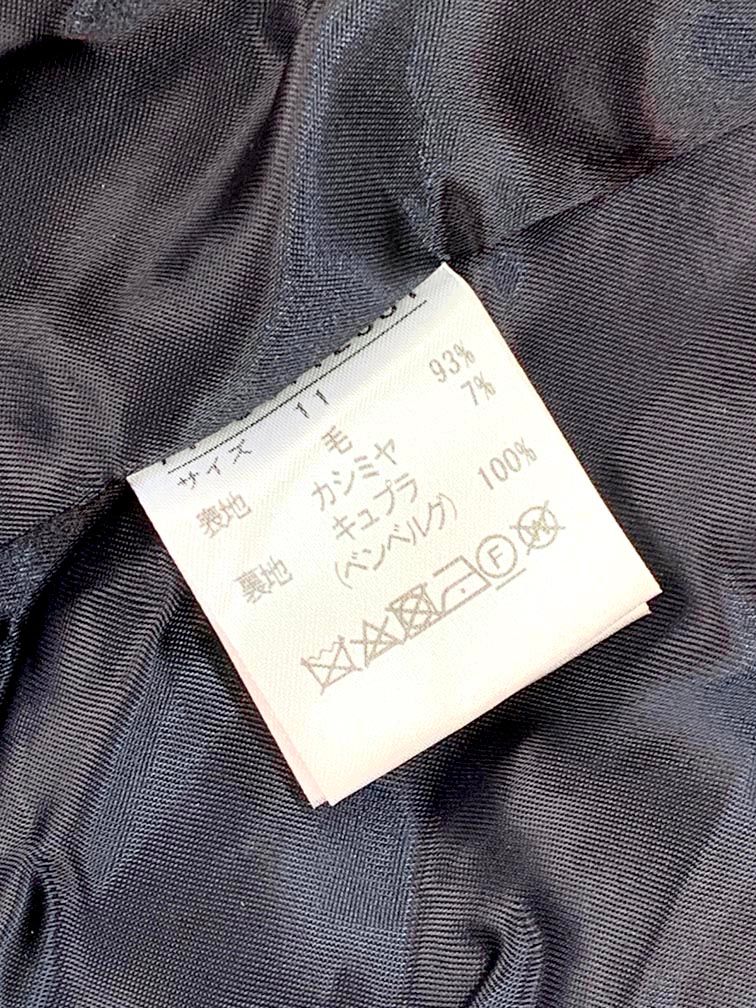 サイズ 11
表地 毛 93%
カシミヤ 7%
裏地 キュプラ 100%
(ベンベルグ)
F W